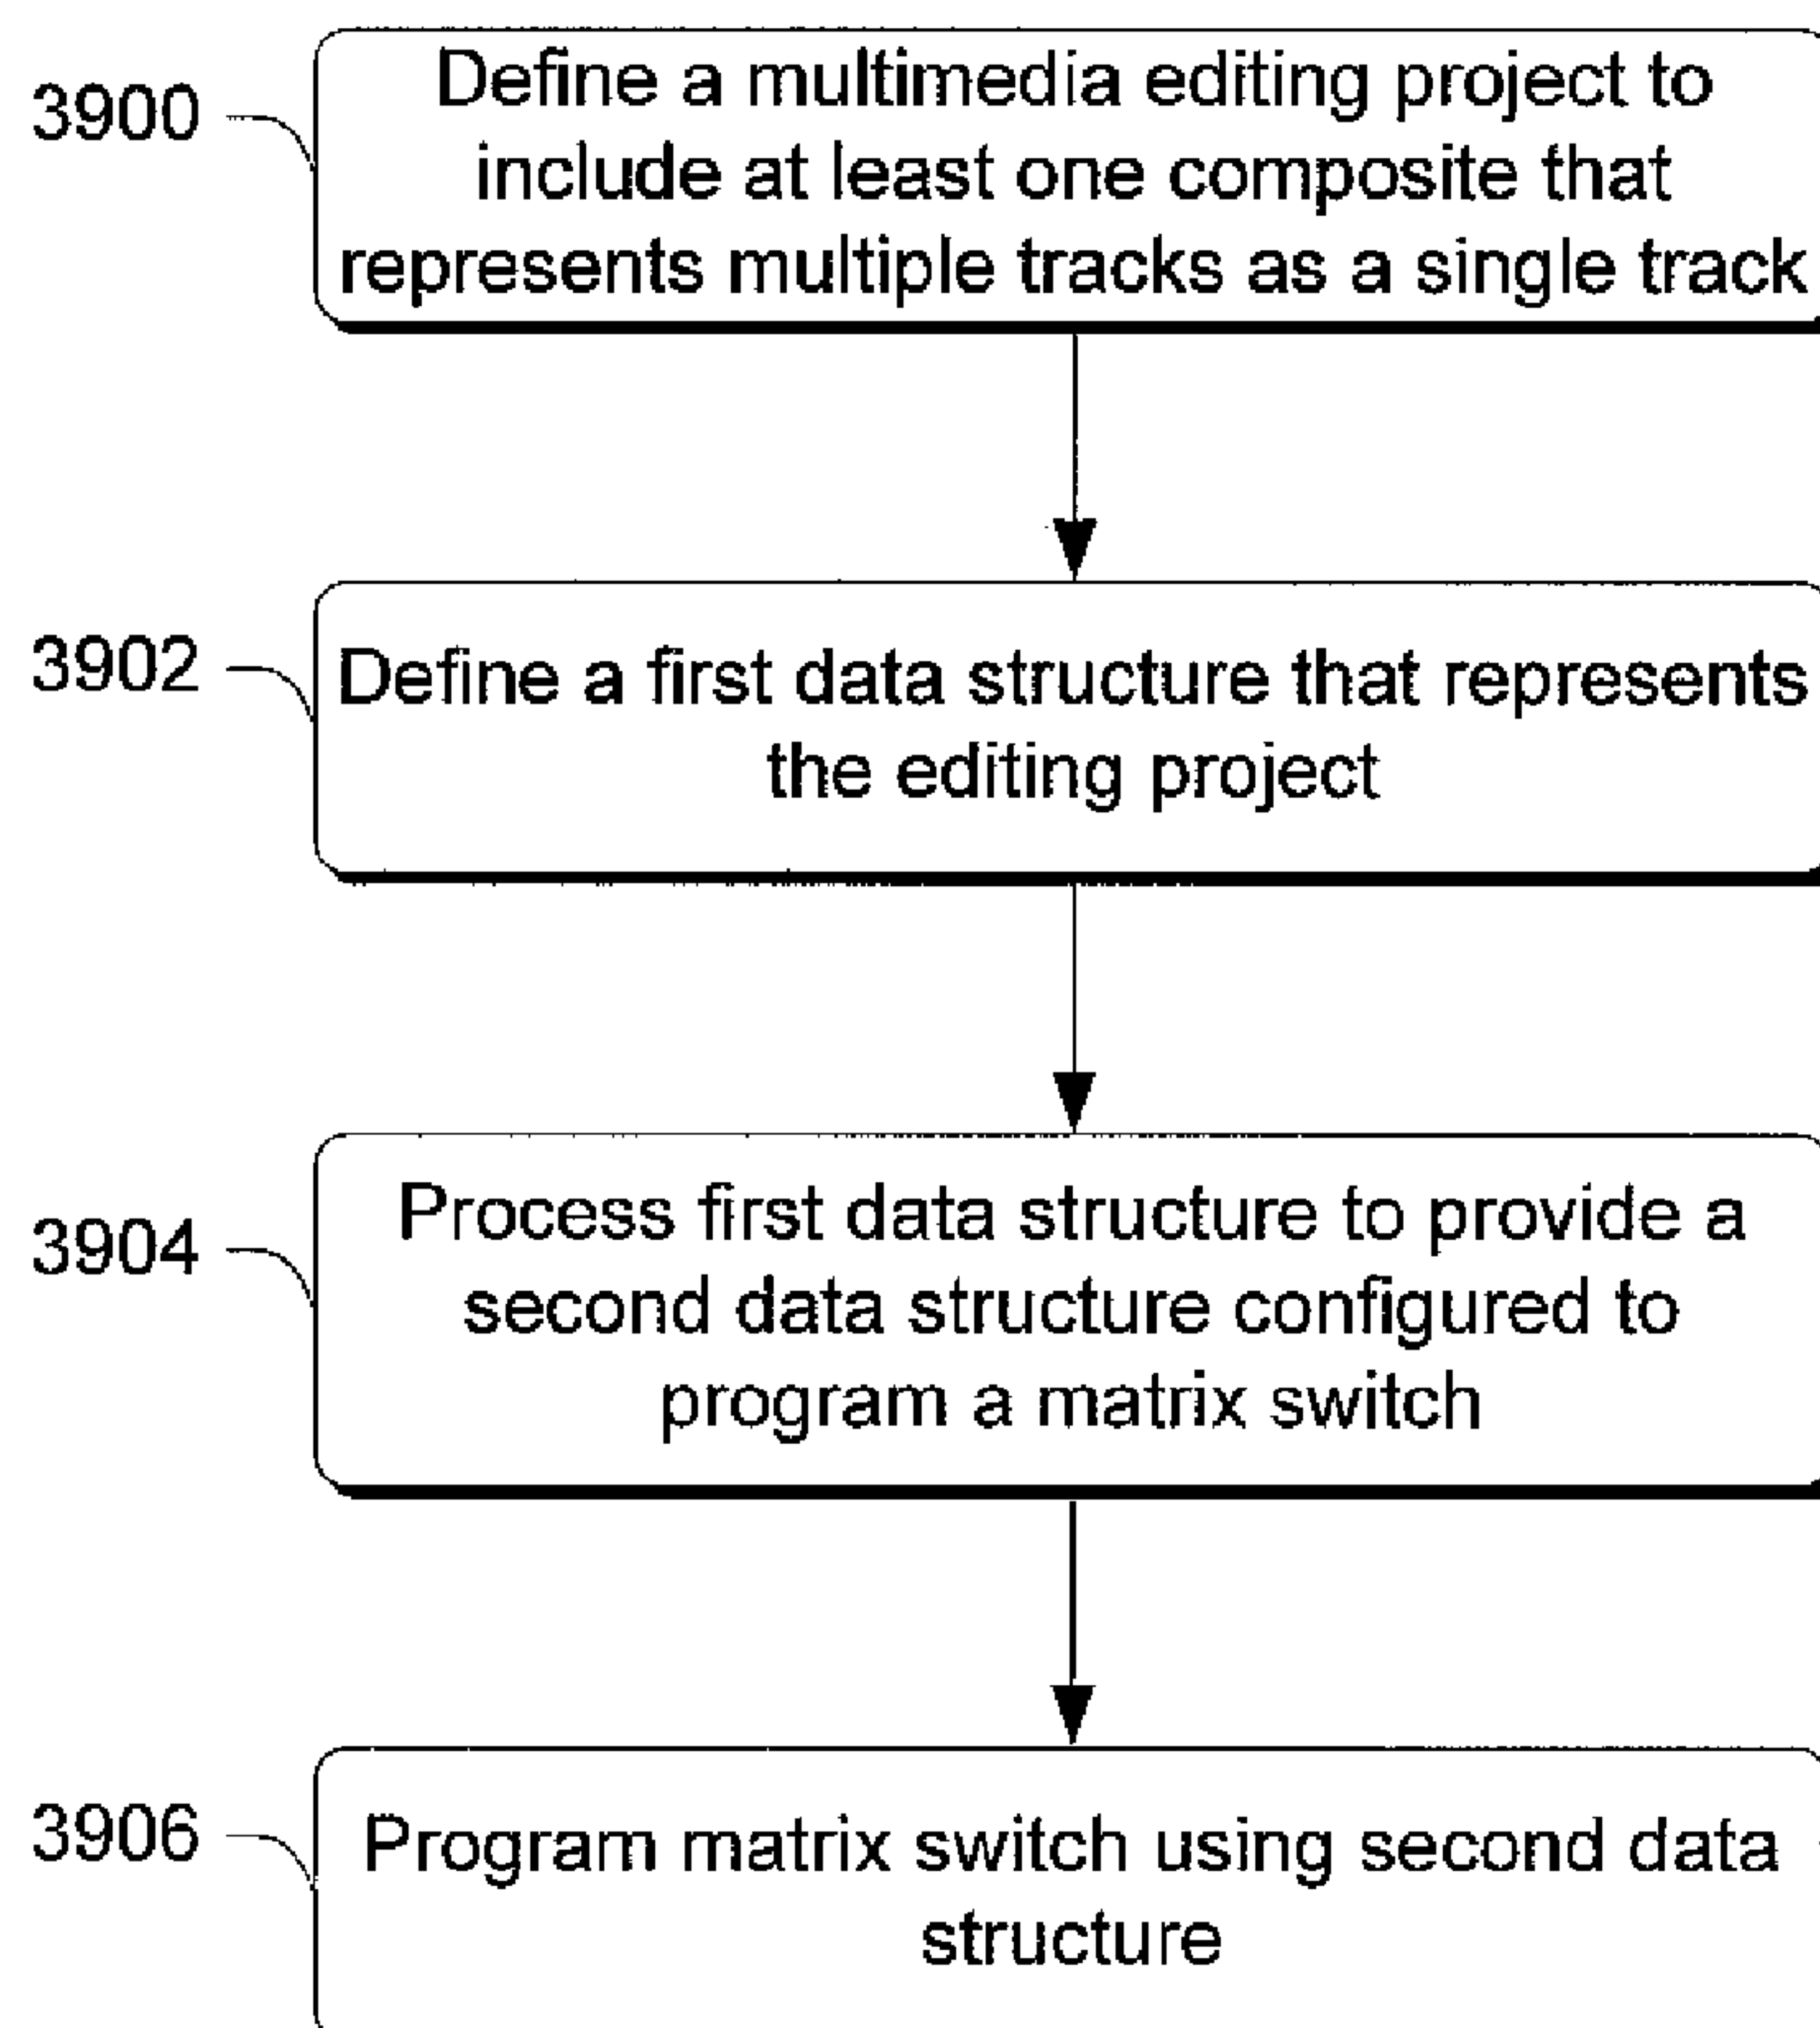 3900
Define a multimedia editing project to
include at least one composite that
represents multiple tracks as a single track
3902
Define a first data structure that represents
the editing project
3904
Process first data structure to provide a
second data structure configured to
program a matrix switch
3906
Program matrix switch using second data
structure